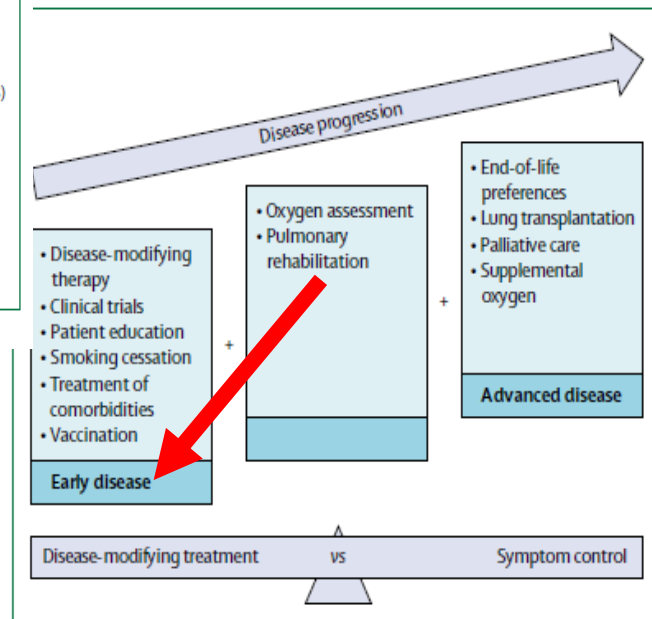 s)
Disease progression
• Disease-modifying
therapy
• Clinical trials
• Patient education
• Smoking cessation
• Treatment of
comorbidities
• Vaccination
Early disease
+
• Oxygen assessment
• Pulmonary
rehabilitation
+
• End-of-life
preferences
• Lung transplantation
• Palliative care
• Supplemental
oxygen
Advanced disease
Disease-modifying treatment vs Symptom control